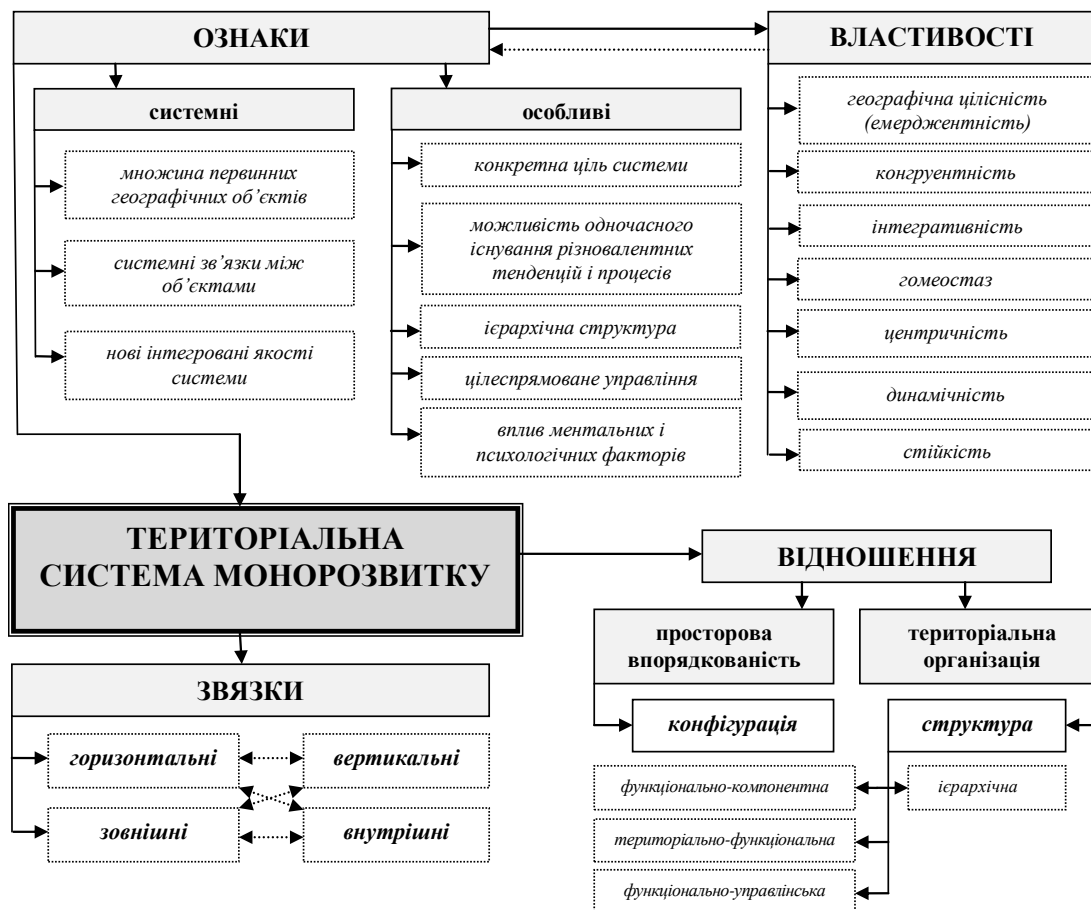 ОЗНАКИ
ВЛАСТИВОСТІ
системні
множина первинних
географічних об’єктів
системні зв’язки між
об’єктами
нові інтегровані якості
системи
особливі
конкретна ціль системи
можливість одночасного
існування різновалентних
тенденцій і процесів
ієрархічна структура
цілеспрямоване управління
вплив ментальних і
психологічних факторів
географічна цілісність
(емерджентність)
конгруентність
інтегративність
гомеостаз
центричність
динамічність
стійкість
ТЕРИТОРІАЛЬНА
СИСТЕМА МОНОРОЗВИТКУ
ЗВЯЗКИ
горизонтальні
вертикальні
зовнішні
внутрішні
ВІДНОШЕННЯ
просторова
впорядкованість
територіальна
організація
конфігурація
структура
функціонально-компонентна
ієрархічна
територіально-функціональна
функціонально-управлінська